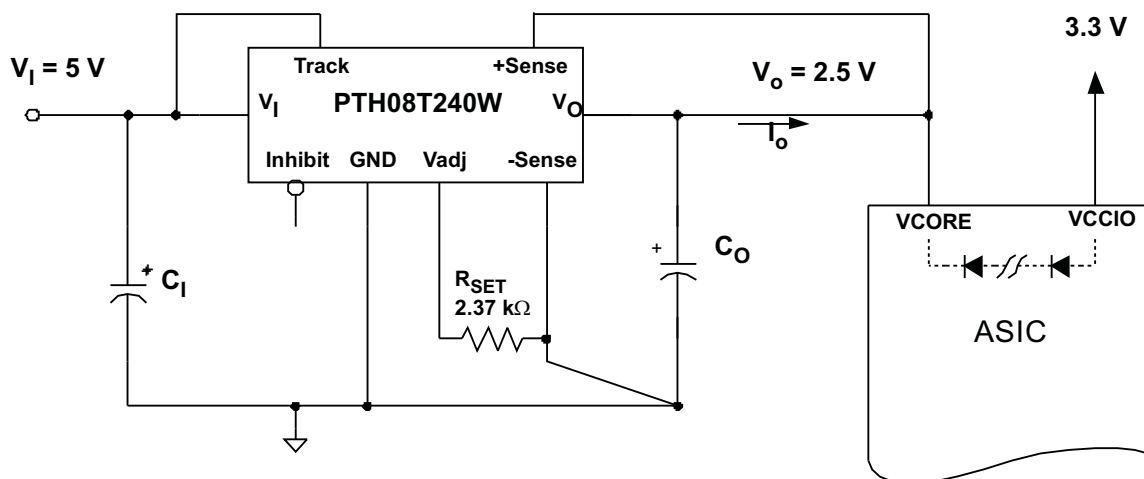 3.3 V
V_I = 5 V
Track
+Sense
V_o = 2.5 V
V_I
PTH08T240W
V_O
I_o
Inhibit
GND
Vadj
-Sense
VCORE
VCCIO
+
C_I
+
C_O
R_SET
2.37 kΩ
ASIC